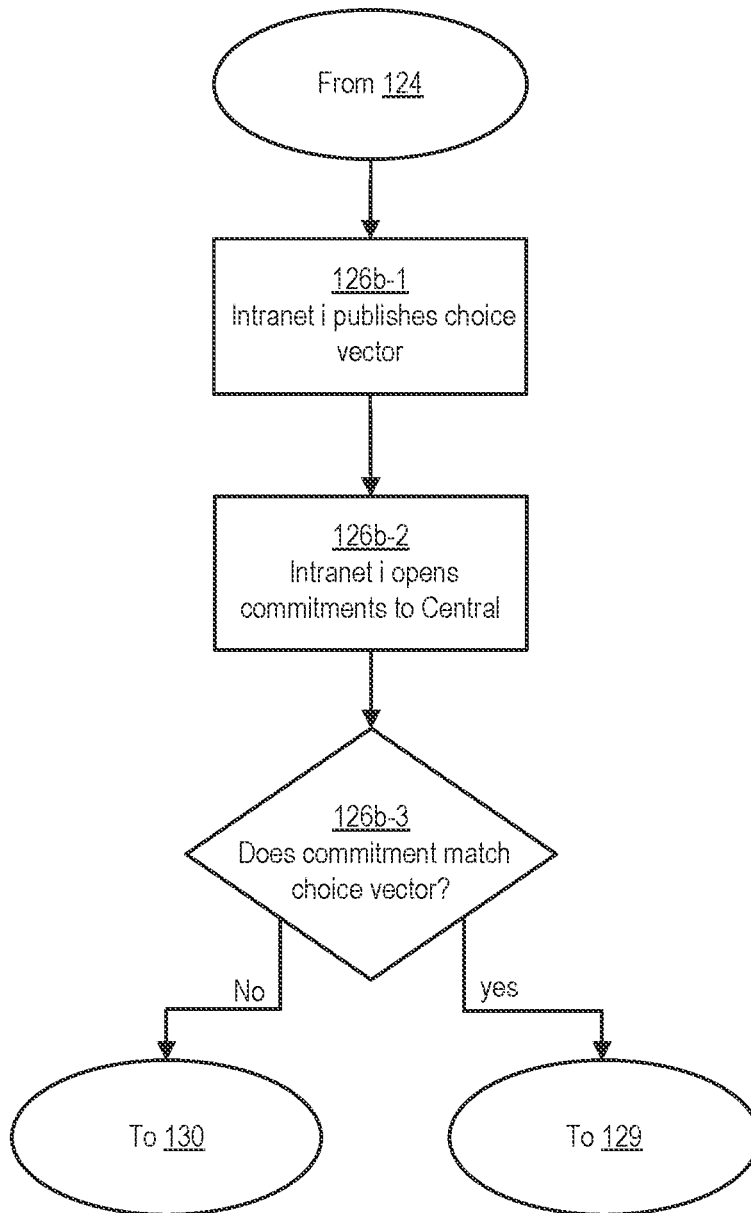 From 124
126b-1
Intranet i publishes choice
vector
126b-2
Intranet i opens
commitments to Central
126b-3
Does commitment match
choice vector?
No
yes
To 130
To 129